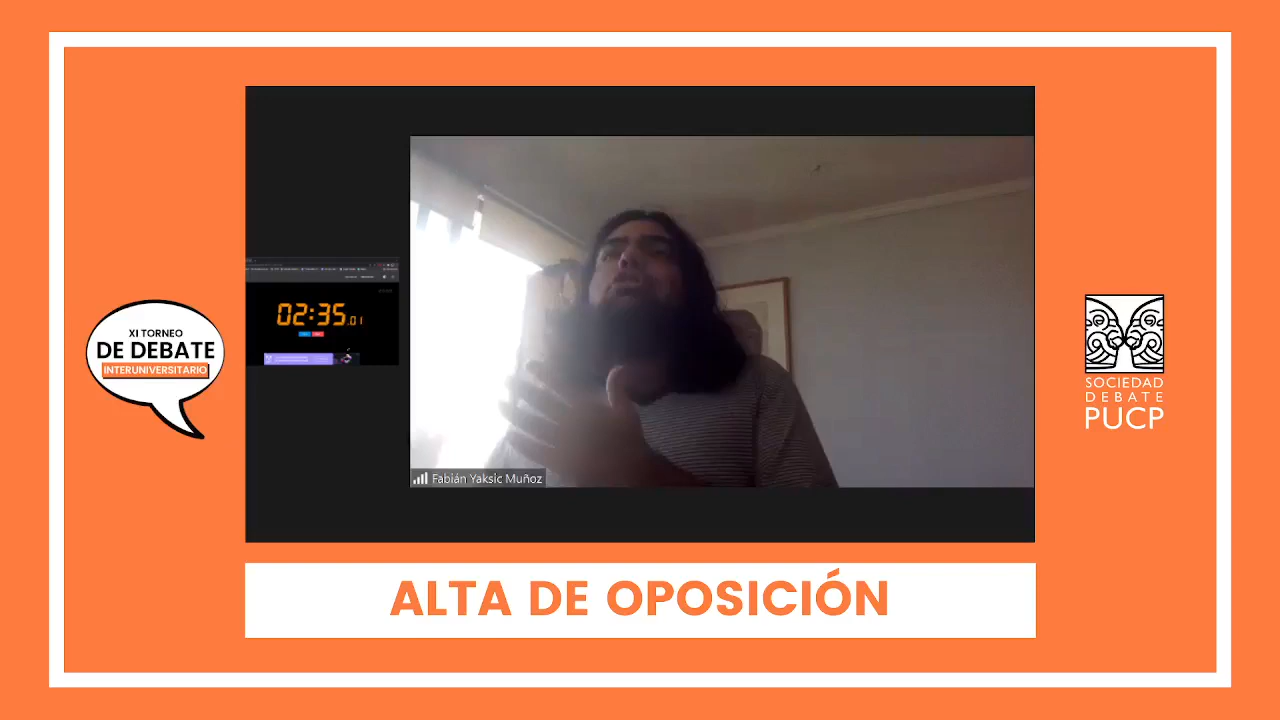 XI TORNEO
DE DEBATE
INTERUNIVERSITARIO
02:35.01
Fabián Yaksic Muñoz
SOCIEDAD
DEBATE
PUCP
ALTA DE OPOSICIÓN